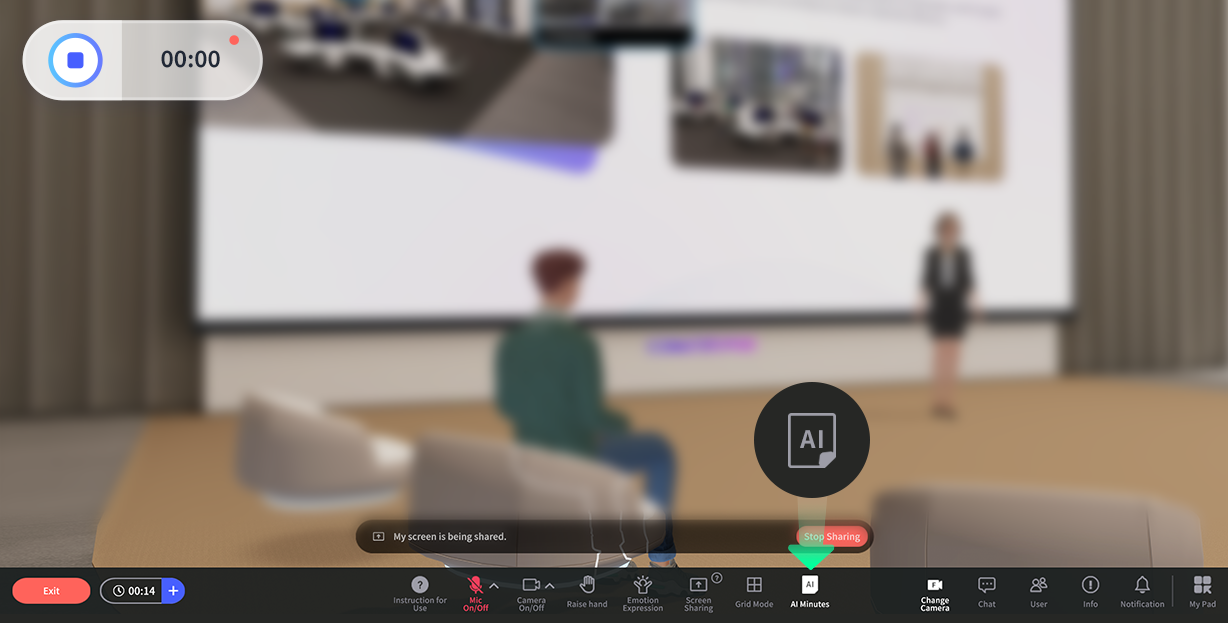 00:00
AI
My screen is being shared.
Stop Sharing
Exit
00:14
+
?
Instruction for
Use
Mic
On/Off
Camera
On/Off
Raise hand
Emotion
Expression
?
Screen
Sharing
Grid Mode
AI
AI Minutes
F
Change
Camera
Chat
User
Info
Notification
My Pad